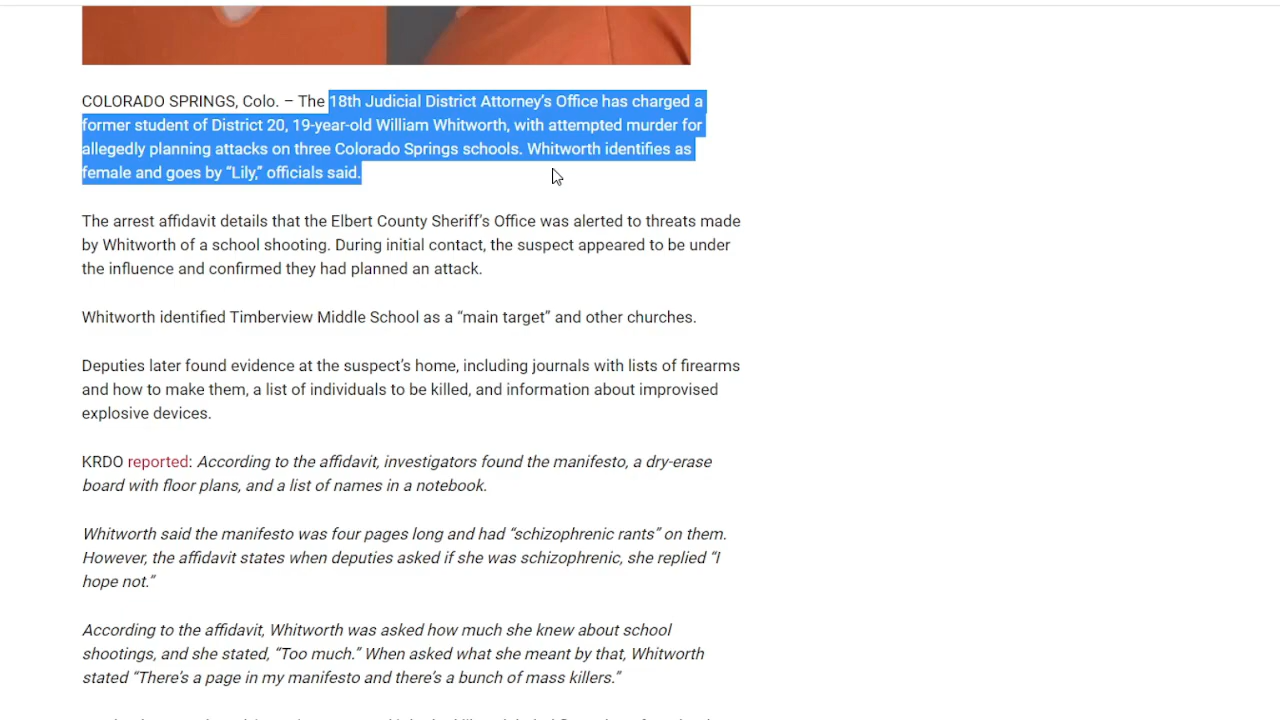 COLORADO SPRINGS, Colo. – The 18th Judicial District Attorney's Office has charged a
former student of District 20, 19-year-old William Whitworth, with attempted murder for
allegedly planning attacks on three Colorado Springs schools. Whitworth identifies as
female and goes by “Lily,” officials said.
The arrest affidavit details that the Elbert County Sheriff's Office was alerted to threats made
by Whitworth of a school shooting. During initial contact, the suspect appeared to be under
the influence and confirmed they had planned an attack.
Whitworth identified Timberview Middle School as a “main target” and other churches.
Deputies later found evidence at the suspect's home, including journals with lists of firearms
and how to make them, a list of individuals to be killed, and information about improvised
explosive devices.
KRDO reported: According to the affidavit, investigators found the manifesto, a dry-erase
board with floor plans, and a list of names in a notebook.
Whitworth said the manifesto was four pages long and had “schizophrenic rants” on them.
However, the affidavit states when deputies asked if she was schizophrenic, she replied “I
hope not.”
According to the affidavit, Whitworth was asked how much she knew about school
shootings, and she stated, “Too much.” When asked what she meant by that, Whitworth
stated “There's a page in my manifesto and there's a bunch of mass killers.”